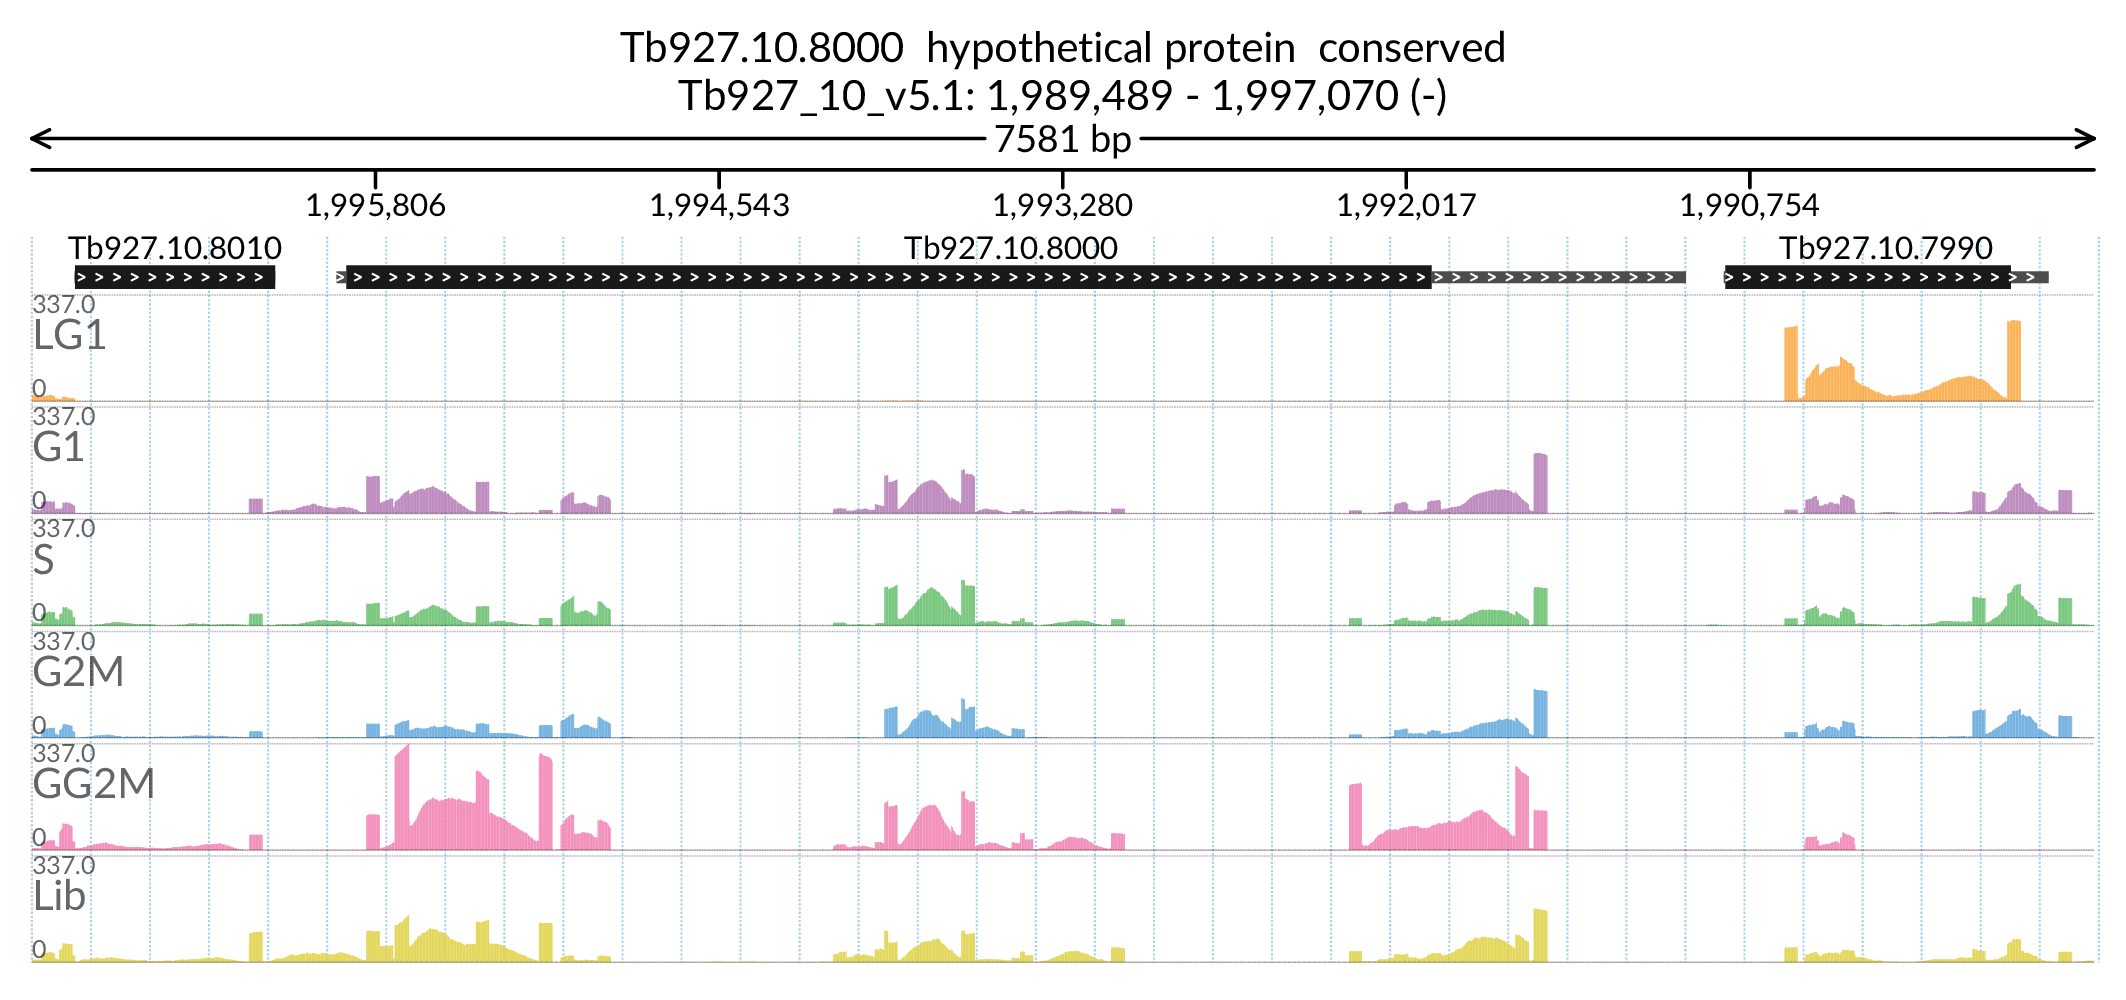 Tb927.10.8000  hypothetical protein  conserved
Tb927_10_v5.1: 1,989,489 - 1,997,070 (-)
7581 bp
1,995,806 1,994,543 1,993,280 1,992,017 1,990,754
Tb927.10.8010 Tb927.10.8000 Tb927.10.7990
337.0
LG1
0
337.0
G1
0
337.0
S
0
337.0
G2M
0
337.0
GG2M
0
337.0
Lib
0